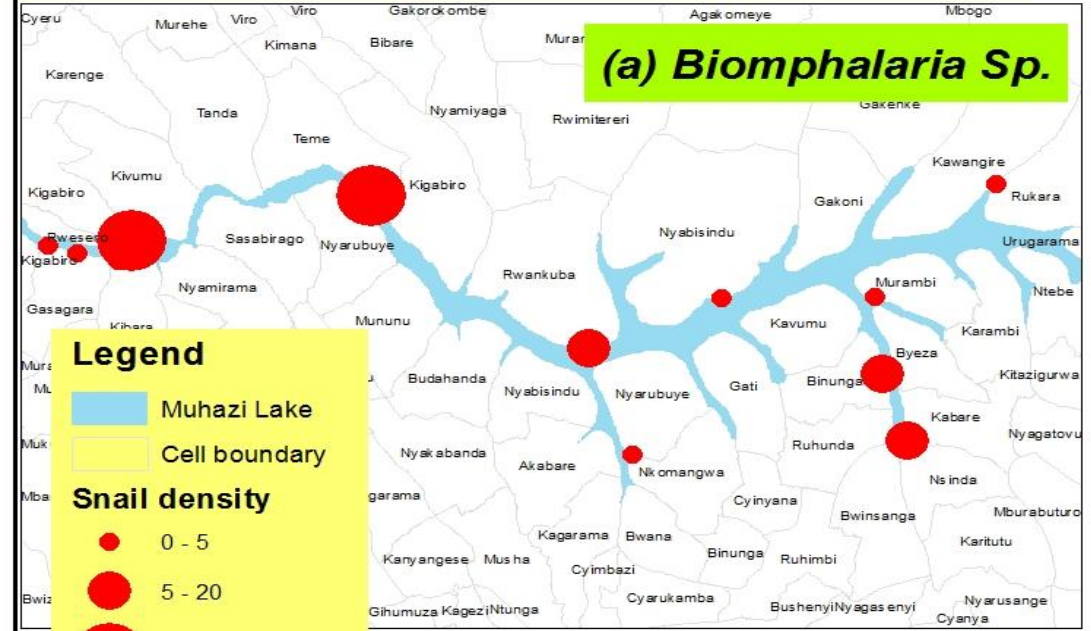 Cyeru
Murehe
Viro
Viro
Gakorokombe
Agakomeye
Mbogo
Kimana
Bibare
(a) Biomphalaria Sp.
Karenge
Tanda
Nyamiyaga
Rwimitereri
Gakenke
Teme
Kivumu
Kigabiro
Kawangire
Kigabiro
Gakoni
Rukara
Rwesero
Sasabirago
Nyarubuye
Nyabisindu
Urugarama
Kigabiro
Rwankuba
Nyamirama
Murambi
Ntebe
Gasagara
Mununu
Kavumu
Karambi
Kibara
Legend
Byeza
Budahanda
Nyabisindu
Nyarubuye
Gati
Binunga
Kitazigurwa
Muhazi Lake
Kabare
Nyagatovu
Cell boundary
Nyakabanda
Akabare
Nkomangwa
Ruhunda
Nsinda
Snail density
Cyinyana
Bwinsanga
Mburabuturo
0 - 5
Kagarama
Bwana
Kanyangese
Musha
Cyimbazi
Binunga
Ruhimbi
Karitutu
5 - 20
Gihumuza
Kagezi
Ntunga
Cyarukamba
Bushenyi
Nyagasenyi
Nyarusange
Cyanya